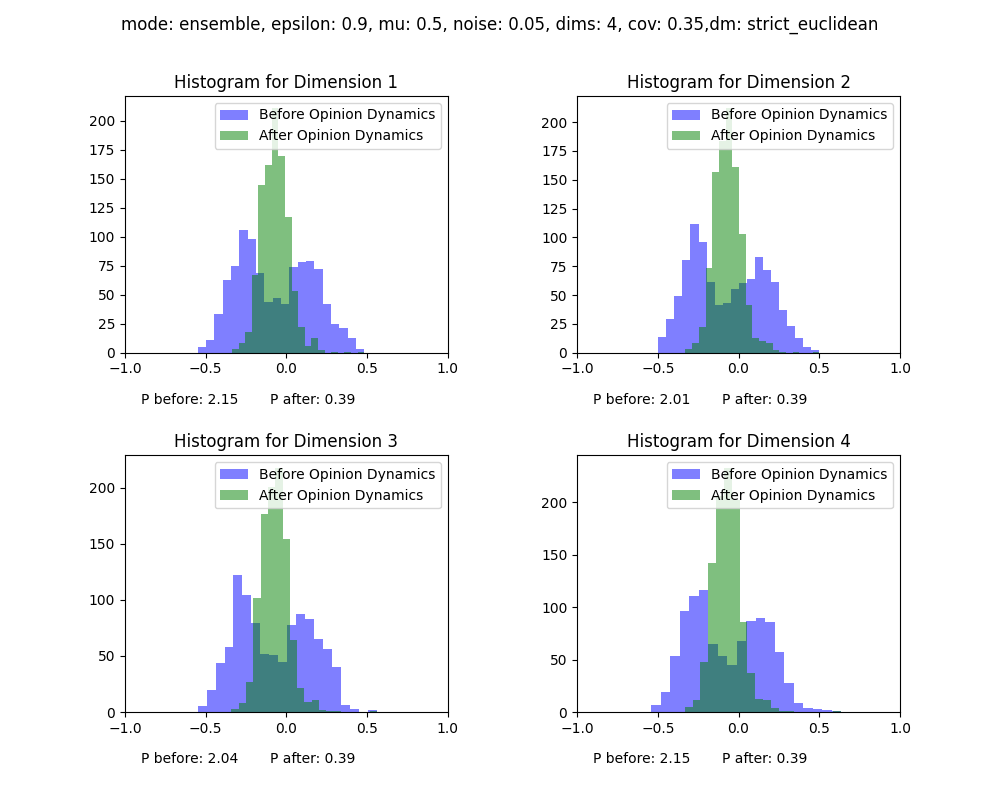 mode: ensemble, epsilon: 0.9, mu: 0.5, noise: 0.05, dims: 4, cov: 0.35,dm: strict_euclidean
Histogram for Dimension 1
Before Opinion Dynamics
After Opinion Dynamics
200
175
150
125
100
75
50
25
0
−1.0 −0.5 0.0 0.5 1.0
P before: 2.15 P after: 0.39
Histogram for Dimension 2
Before Opinion Dynamics
After Opinion Dynamics
200
175
150
125
100
75
50
25
0
−1.0 −0.5 0.0 0.5 1.0
P before: 2.01 P after: 0.39
Histogram for Dimension 3
Before Opinion Dynamics
After Opinion Dynamics
200
150
100
50
0
−1.0 −0.5 0.0 0.5 1.0
P before: 2.04 P after: 0.39
Histogram for Dimension 4
Before Opinion Dynamics
After Opinion Dynamics
200
150
100
50
0
−1.0 −0.5 0.0 0.5 1.0
P before: 2.15 P after: 0.39